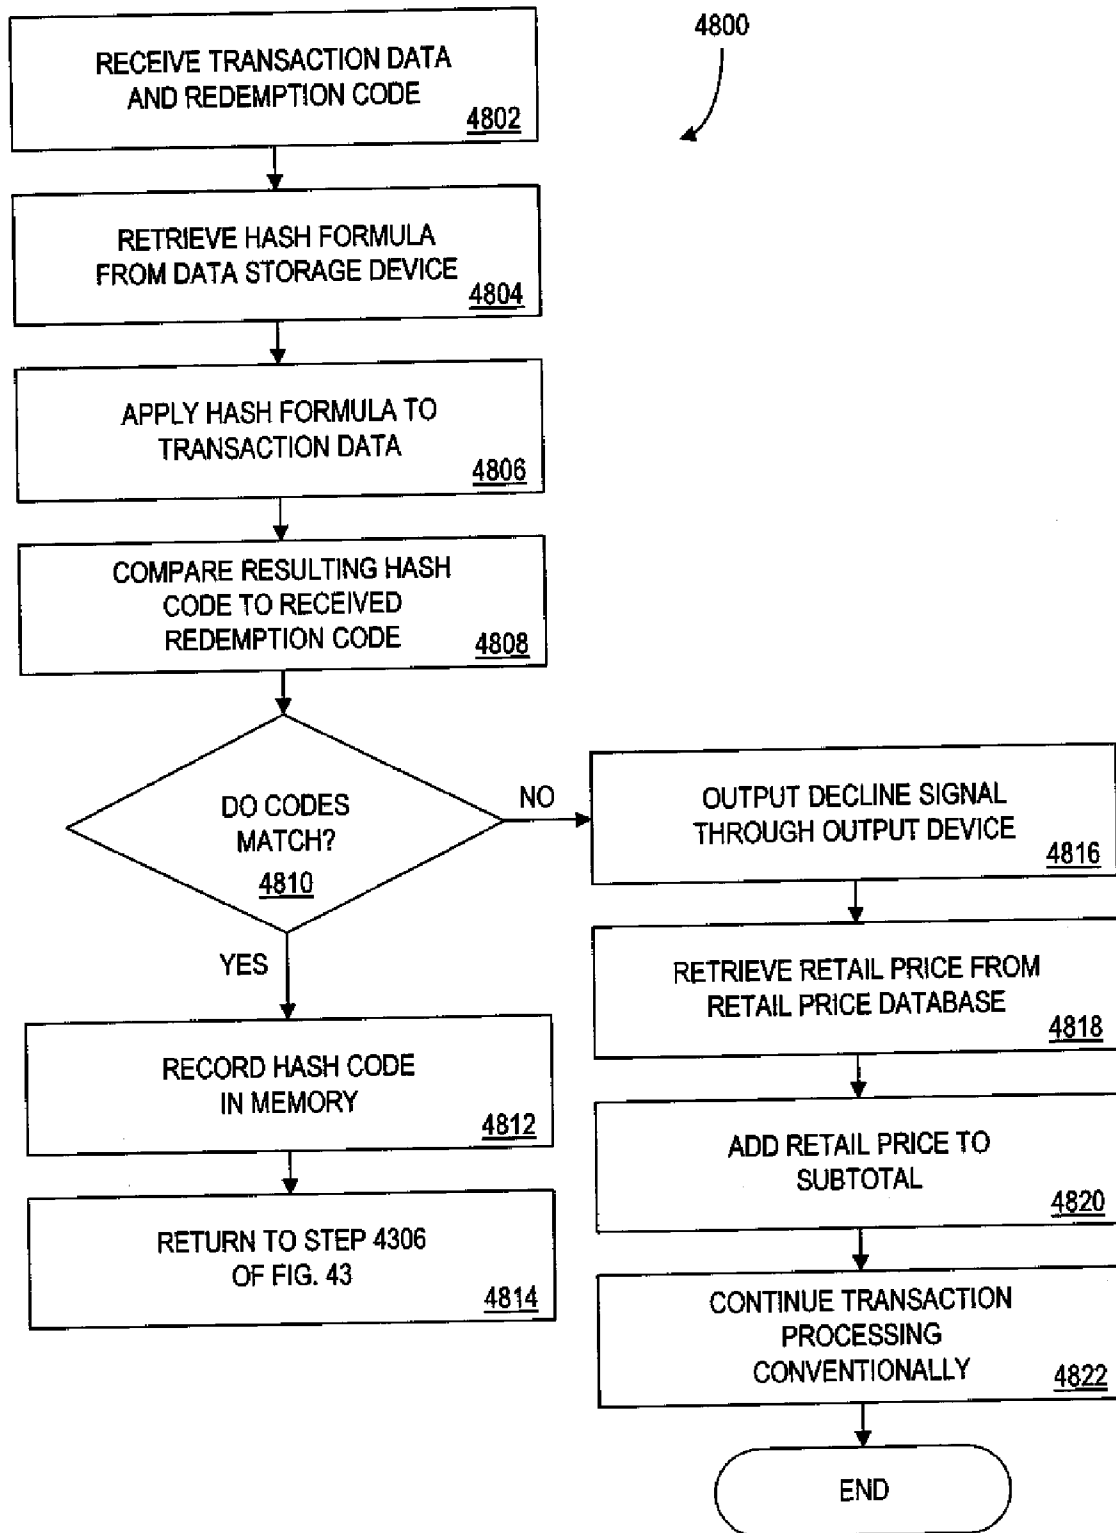 4800
RECEIVE TRANSACTION DATA
AND REDEMPTION CODE
4802
RETRIEVE HASH FORMULA
FROM DATA STORAGE DEVICE
4804
APPLY HASH FORMULA TO
TRANSACTION DATA
4806
COMPARE RESULTING HASH
CODE TO RECEIVED
REDEMPTION CODE
4808
DO CODES
MATCH?
4810
NO
YES
RECORD HASH CODE
IN MEMORY
4812
RETURN TO STEP 4306
OF FIG. 43
4814
OUTPUT DECLINE SIGNAL
THROUGH OUTPUT DEVICE
4816
RETRIEVE RETAIL PRICE FROM
RETAIL PRICE DATABASE
4818
ADD RETAIL PRICE TO
SUBTOTAL
4820
CONTINUE TRANSACTION
PROCESSING
CONVENTIONALLY
4822
END